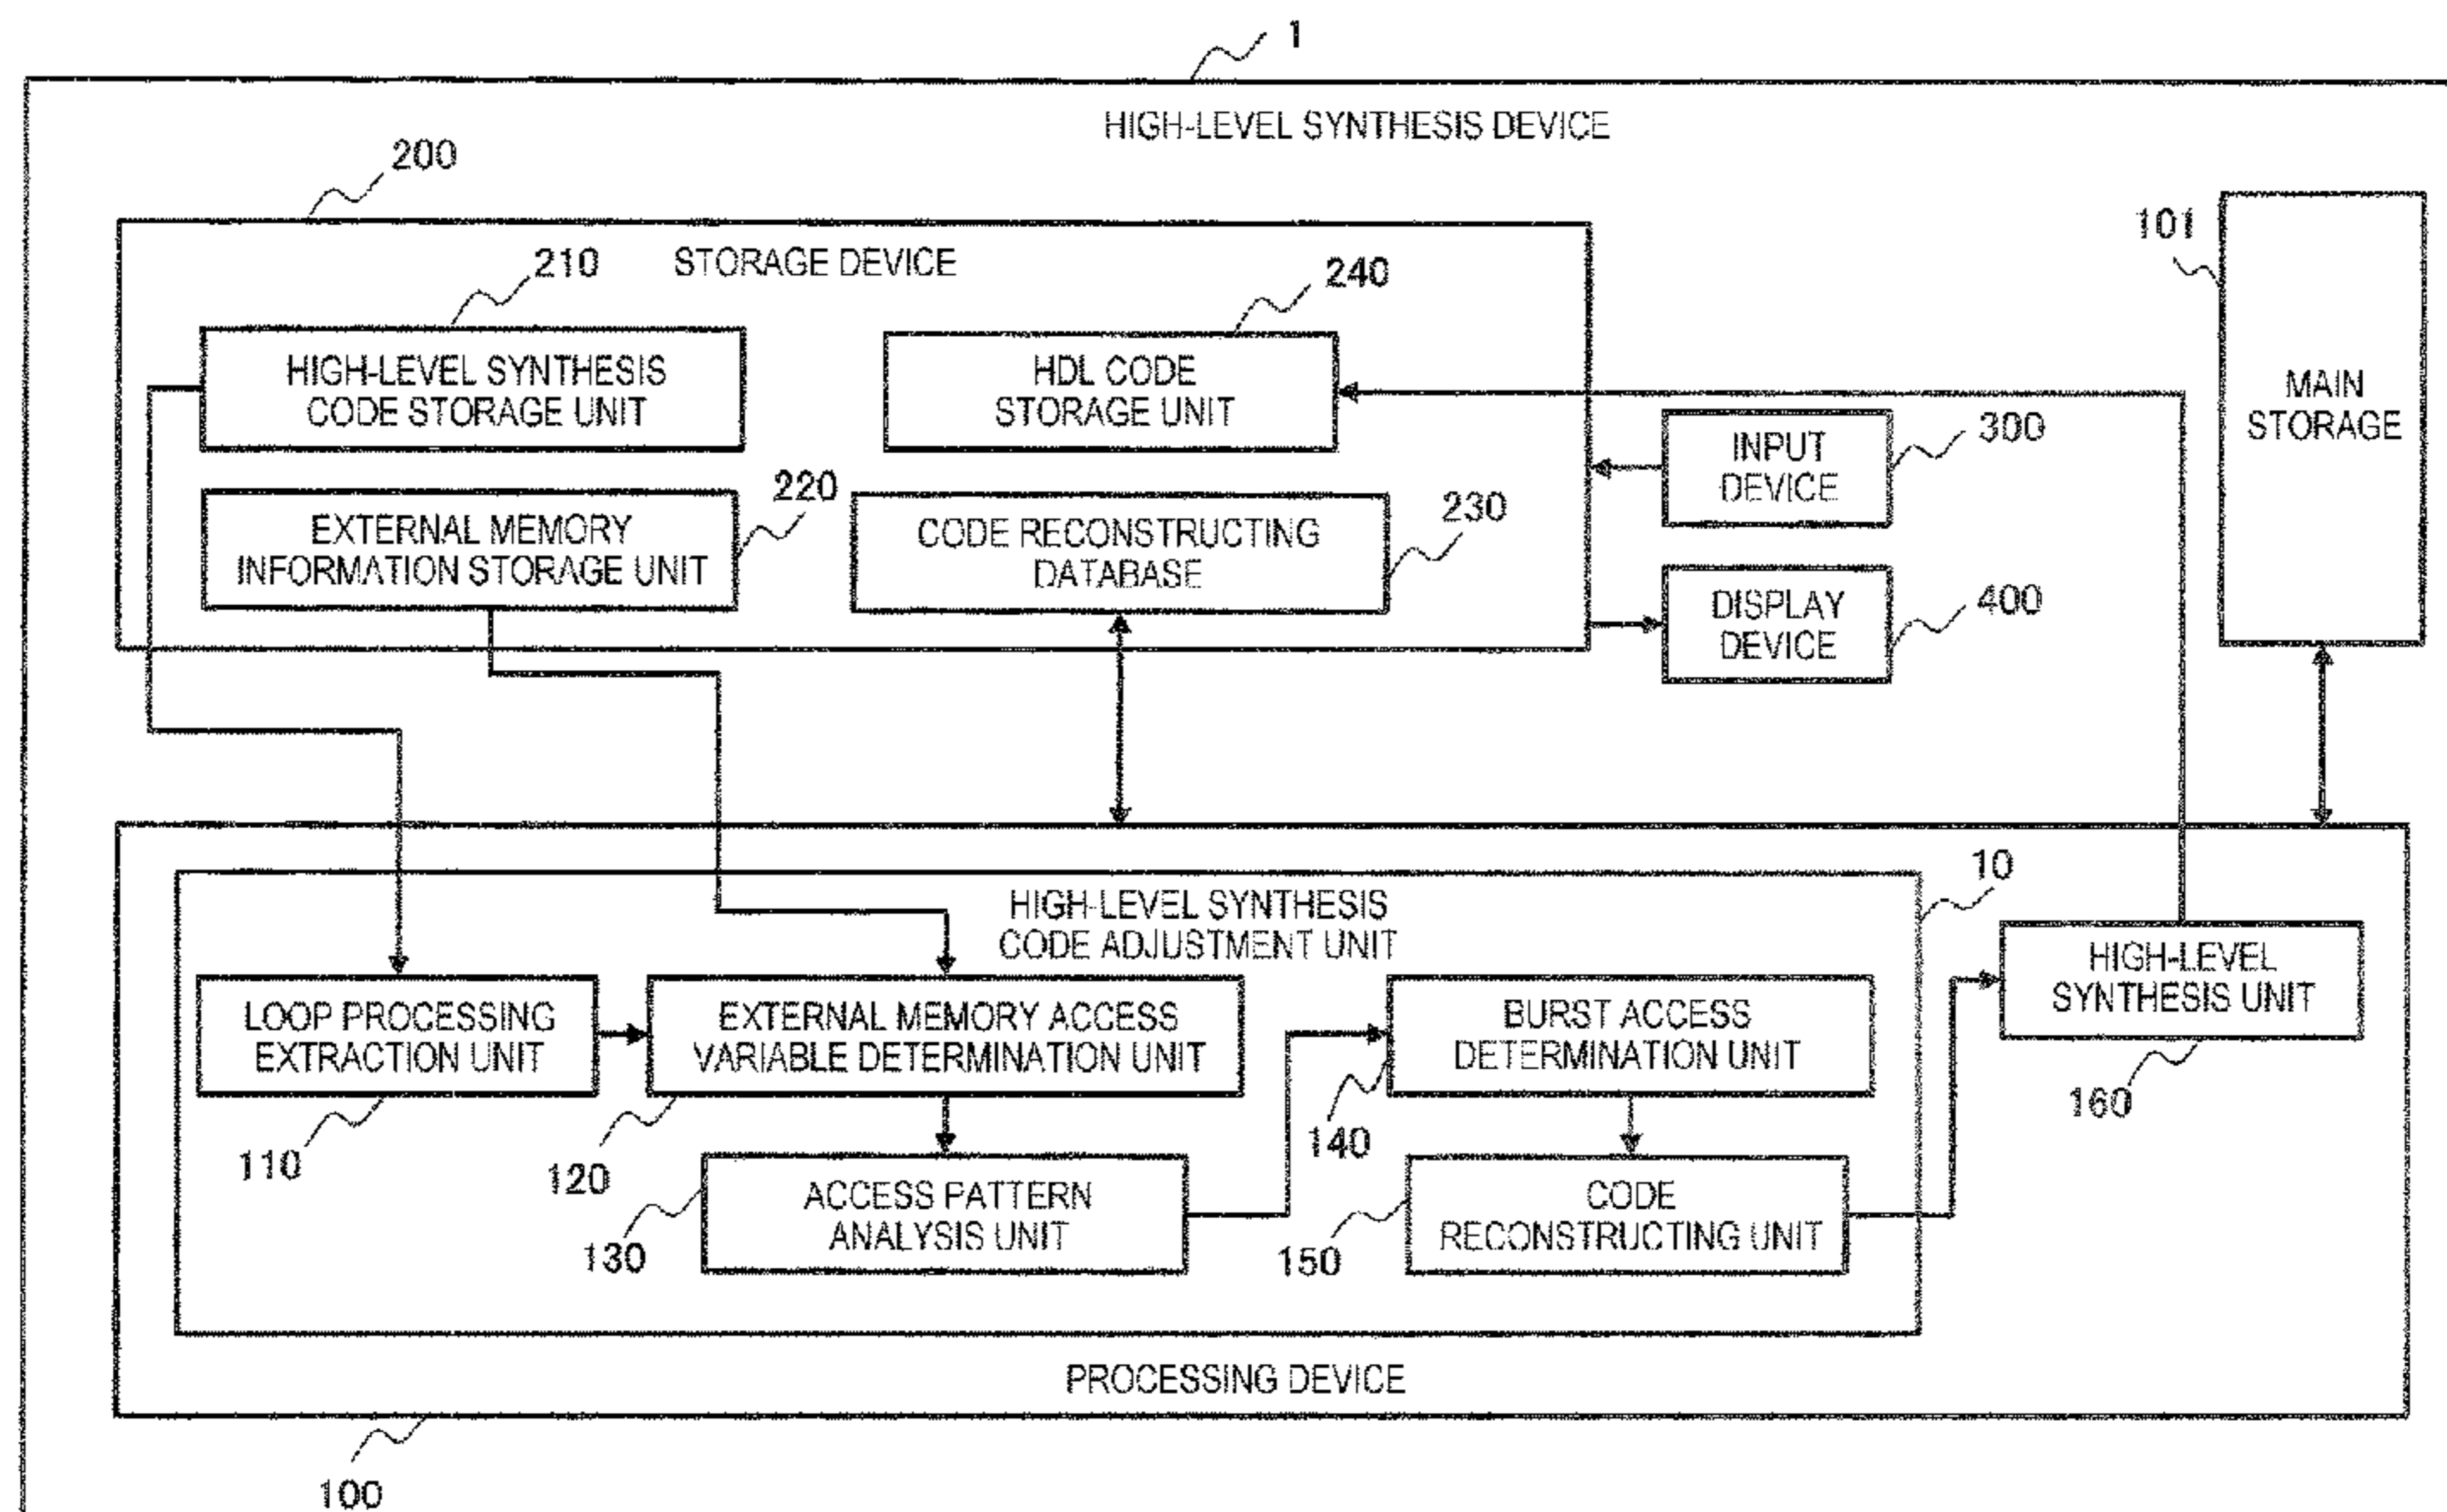 1
HIGH-LEVEL SYNTHESIS DEVICE
200
STORAGE DEVICE
210
HIGH-LEVEL SYNTHESIS
CODE STORAGE UNIT
240
HDL CODE
STORAGE UNIT
220
EXTERNAL MEMORY
INFORMATION STORAGE UNIT
230
CODE RECONSTRUCTING
DATABASE
INPUT
DEVICE
300
DISPLAY
DEVICE
400
101
MAIN
STORAGE
10
HIGH-LEVEL SYNTHESIS
CODE ADJUSTMENT UNIT
LOOP PROCESSING
EXTRACTION UNIT
110
EXTERNAL MEMORY ACCESS
VARIABLE DETERMINATION UNIT
120
ACCESS PATTERN
ANALYSIS UNIT
130
BURST ACCESS
DETERMINATION UNIT
140
CODE
RECONSTRUCTING UNIT
150
HIGH-LEVEL
SYNTHESIS UNIT
160
PROCESSING DEVICE
100